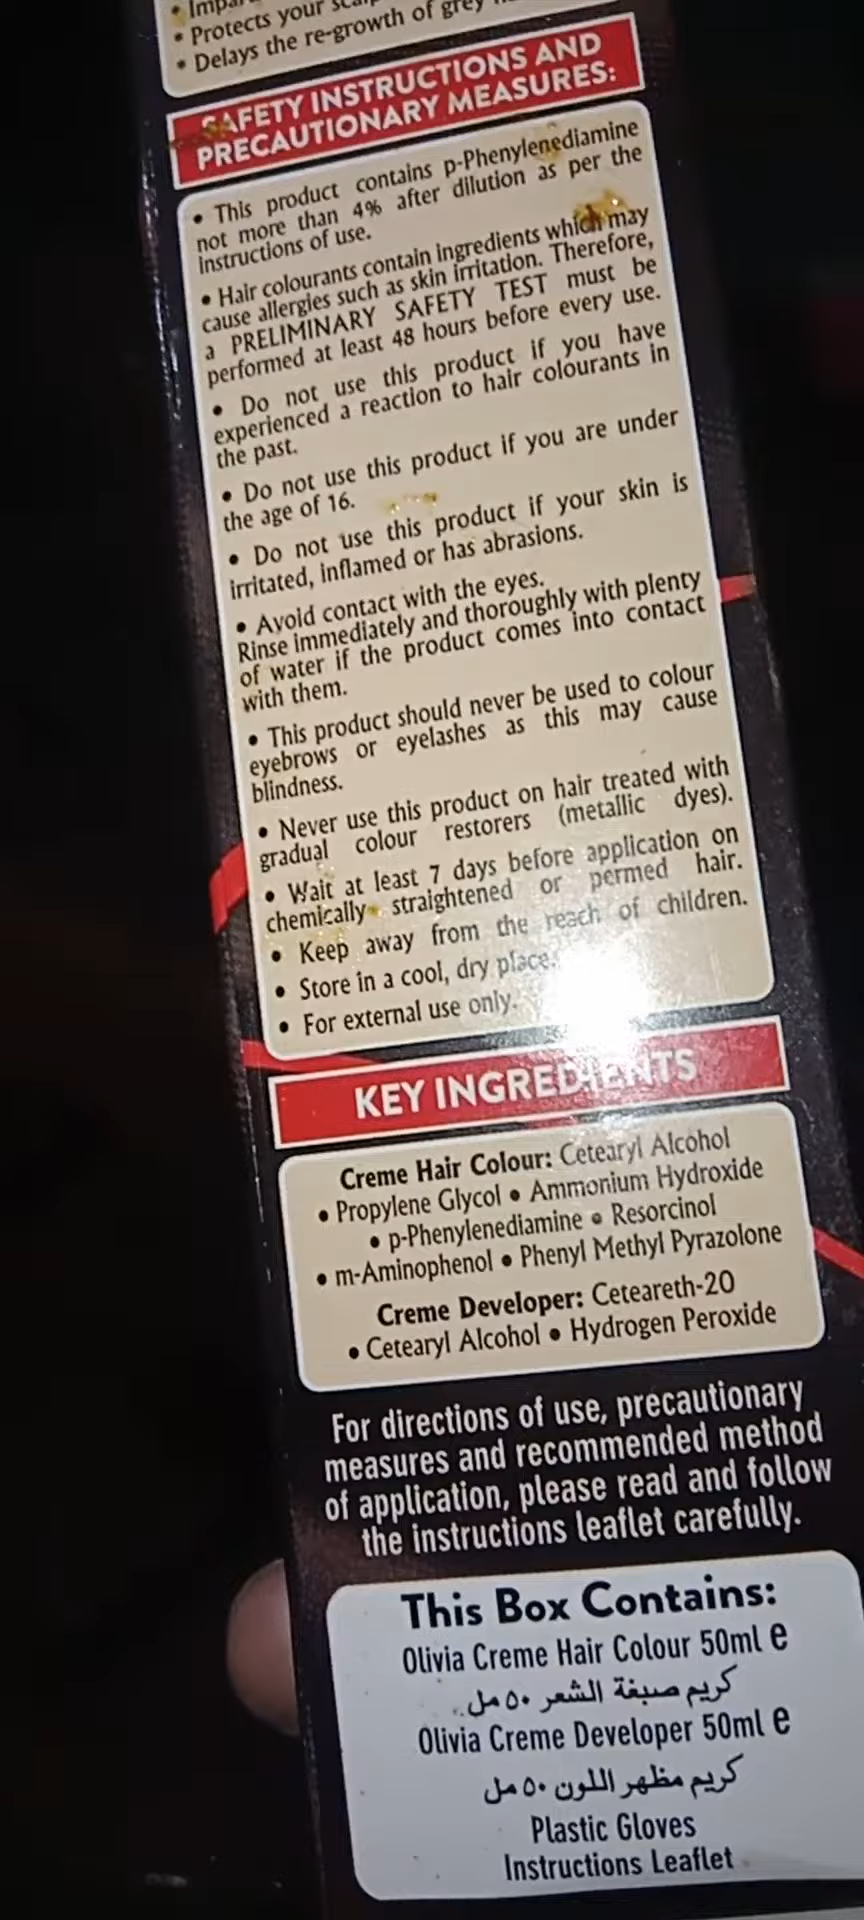 • Protects your
• Delays the re-growth of grey
SAFETY INSTRUCTIONS AND
PRECAUTIONARY MEASURES:
• This product contains p-Phenylenediamine
not more than 4% after dilution as per the
instructions of use.
• Hair colourants contain ingredients which may
cause allergies such as skin irritation. Therefore,
a PRELIMINARY SAFETY TEST must be
performed at least 48 hours before every use.
• Do not use this product if you have
experienced a reaction to hair colourants in
the past.
• Do not use this product if you are under
the age of 16.
• Do not use this product if your skin is
irritated, inflamed or has abrasions.
• Avoid contact with the eyes.
Rinse immediately and thoroughly with plenty
of water if the product comes into contact
with them.
• This product should never be used to colour
eyebrows or eyelashes as this may cause
blindness.
• Never use this product on hair treated with
gradual colour restorers (metallic dyes).
• Wait at least 7 days before application on
chemically straightened or permed hair.
• Keep away from the reach of children.
• Store in a cool, dry place.
• For external use only.
KEY INGREDIENTS
Creme Hair Colour: Cetearyl Alcohol
• Propylene Glycol • Ammonium Hydroxide
• p-Phenylenediamine • Resorcinol
• m-Aminophenol • Phenyl Methyl Pyrazolone
Creme Developer: Ceteareth-20
• Cetearyl Alcohol • Hydrogen Peroxide
For directions of use, precautionary
measures and recommended method
of application, please read and follow
the instructions leaflet carefully.
This Box Contains:
Olivia Creme Hair Colour 50ml e
كريم صبغة الشعر ٥٠ مل
Olivia Creme Developer 50ml e
كريم مظهر اللون ٥٠ مل
Plastic Gloves
Instructions Leaflet